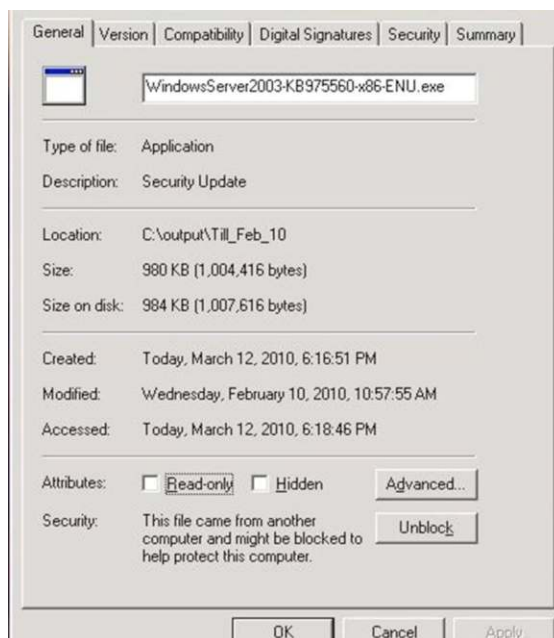 General Version Compatibility Digital Signatures Security Summary
WindowsServer2003-KB975560-x86-ENU.exe
Type of file: Application
Description: Security Update
Location: C:\output\Till_Feb_10
Size: 980 KB (1,004,416 bytes)
Size on disk: 984 KB (1,007,616 bytes)
Created: Today, March 12, 2010, 6:16:51 PM
Modified: Wednesday, February 10, 2010, 10:57:55 AM
Accessed: Today, March 12, 2010, 6:18:46 PM
Attributes: Read-only Hidden Advanced...
Security: This file came from another
computer and might be blocked to
help protect this computer.
Unblock
OK Cancel Apply